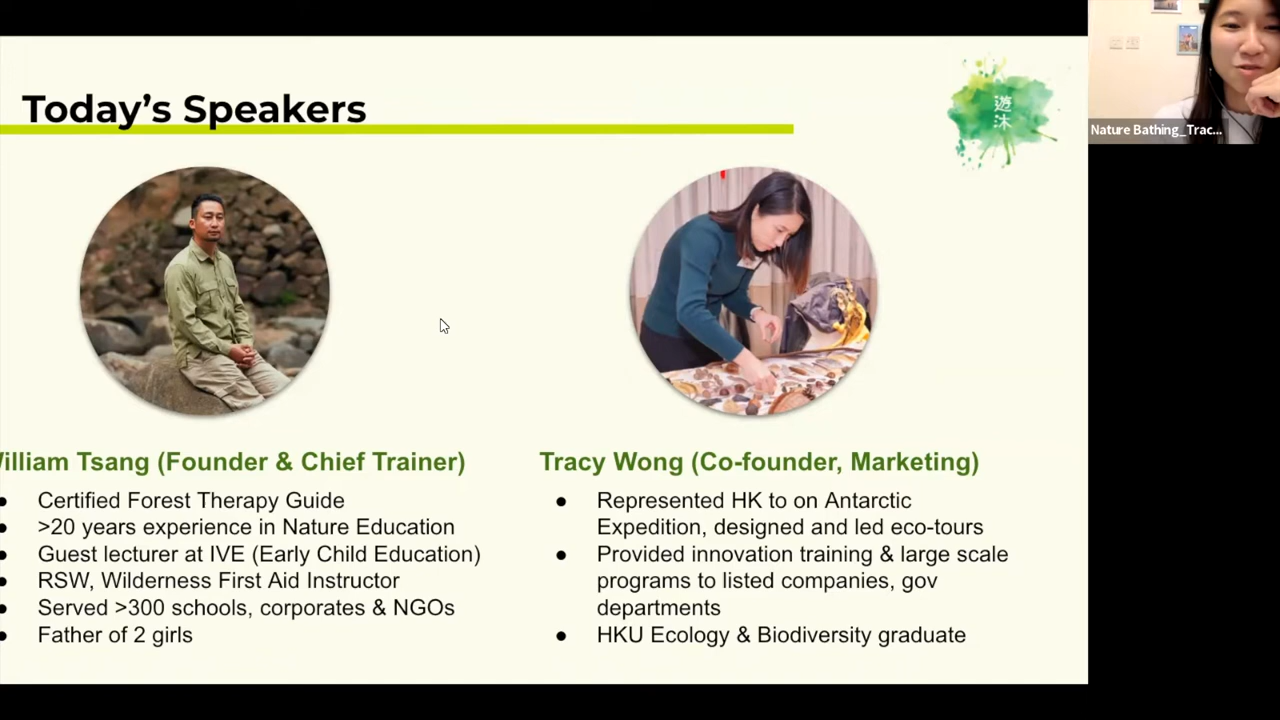 Today's Speakers
遊
沐
Nature Bathing_Trac...
illiam Tsang (Founder & Chief Trainer)
● Certified Forest Therapy Guide
● >20 years experience in Nature Education
● Guest lecturer at IVE (Early Child Education)
● RSW, Wilderness First Aid Instructor
● Served >300 schools, corporates & NGOs
● Father of 2 girls
Tracy Wong (Co-founder, Marketing)
● Represented HK to on Antarctic
Expedition, designed and led eco-tours
● Provided innovation training & large scale
programs to listed companies, gov
departments
● HKU Ecology & Biodiversity graduate